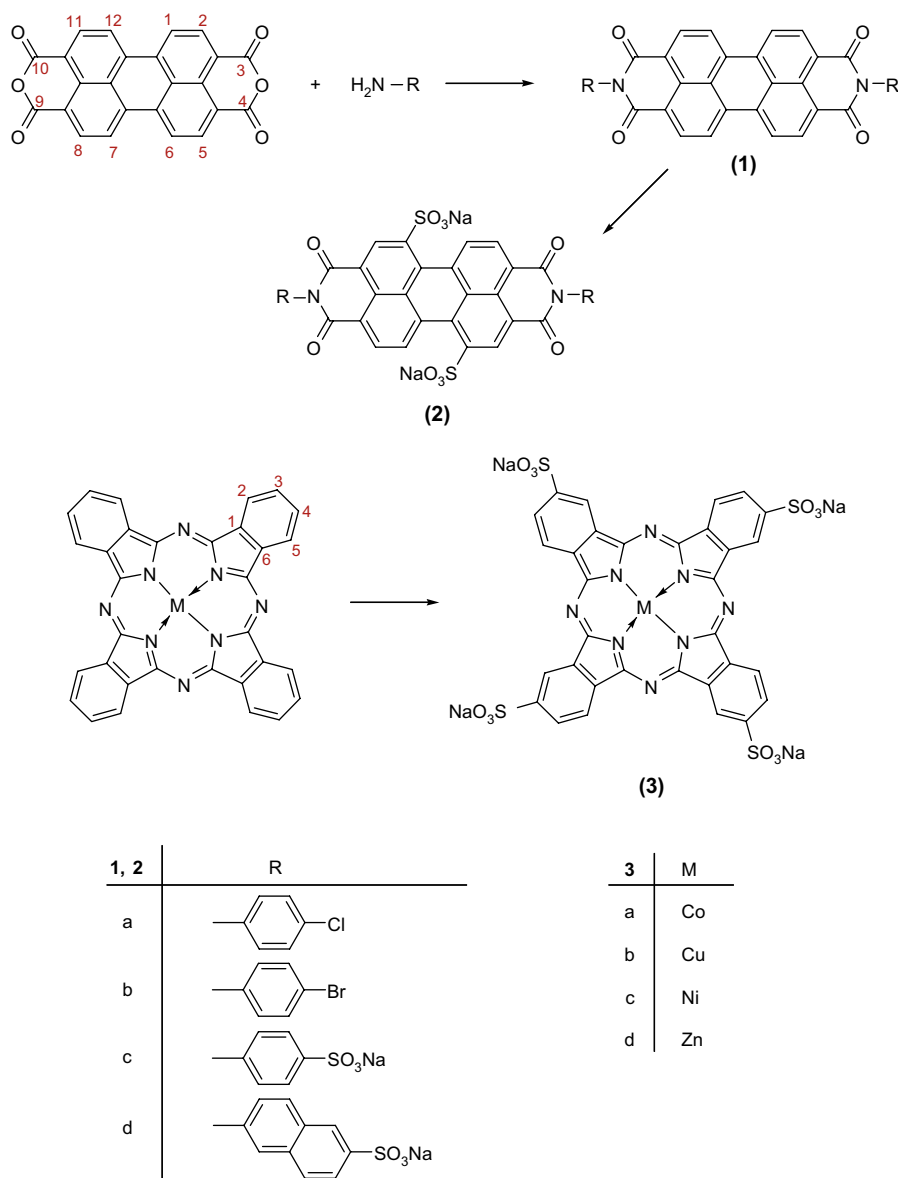 O O
11 12 1 2
10 3
O O
9 4
8 7 6 5
O O
+ H2N–R
O O
R–N N–R
O O
(1)
SO3Na
O O
R–N N–R
O O
NaO3S
(2)
2 3
1 4
N 6 5
N N
N M N
N N
N
NaO3S
SO3Na
N
N N
N M N
N N
N
NaO3S
SO3Na
(3)
1, 2 R
a Cl
b Br
c SO3Na
d SO3Na
3 M
a Co
b Cu
c Ni
d Zn